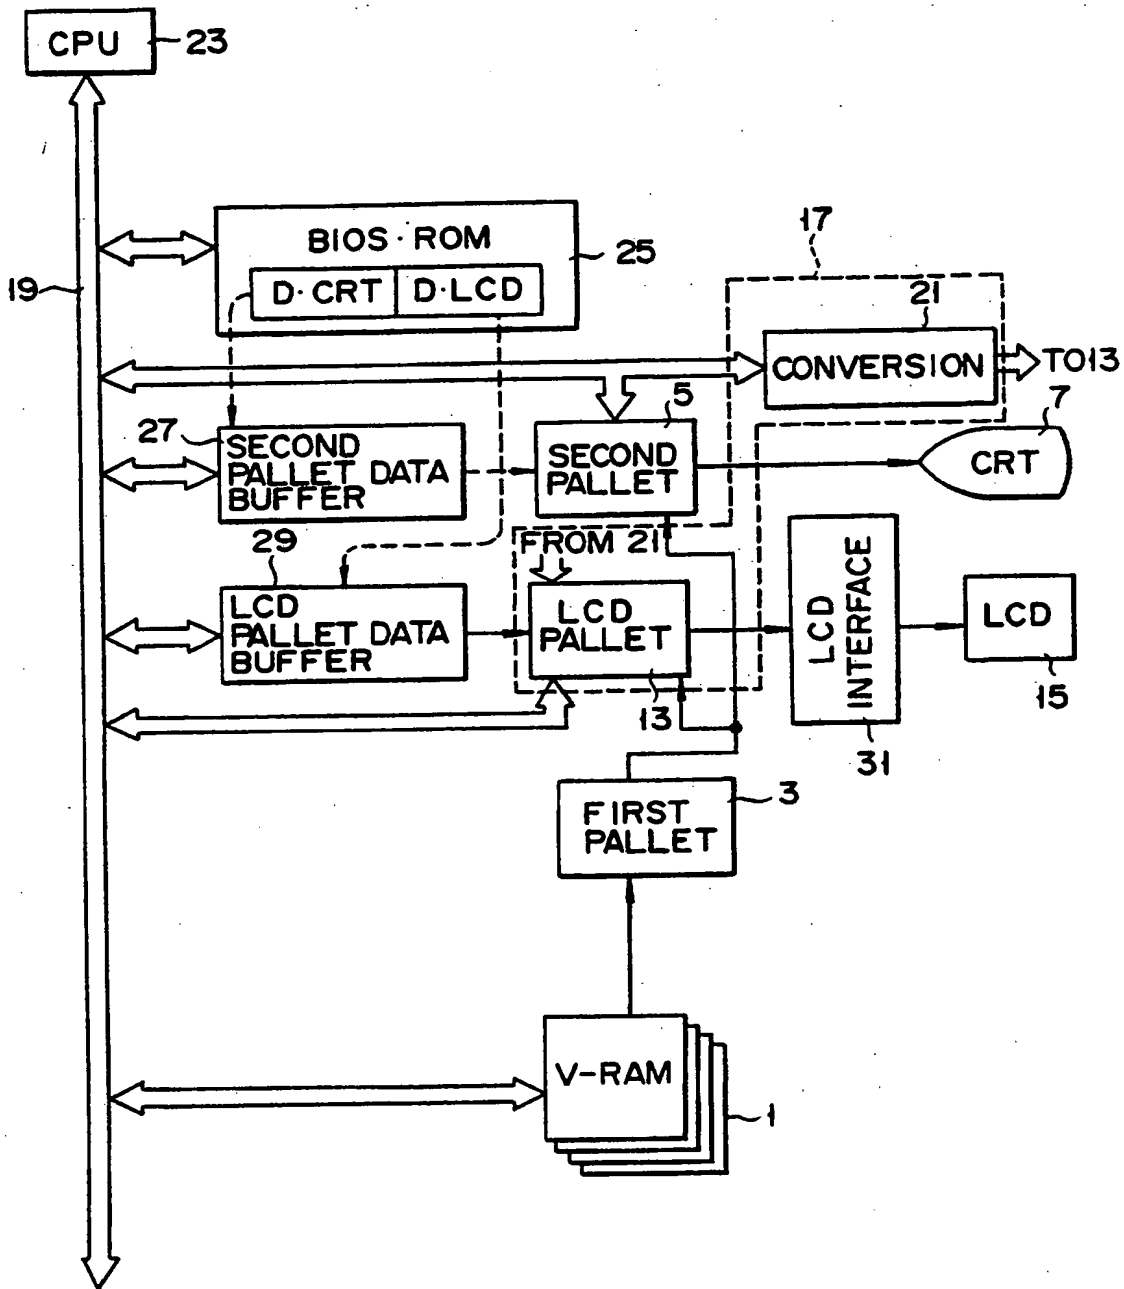 CPU
23
BIOS·ROM
D·CRT
D·LCD
25
17
19
21
CONVERSION
TO13
5
7
27
SECOND
PALLET DATA
BUFFER
SECOND
PALLET
CRT
29
FROM 21
LCD
PALLET DATA
BUFFER
LCD
PALLET
LCD
INTERFACE
LCD
13
15
31
FIRST
PALLET
3
V-RAM
1